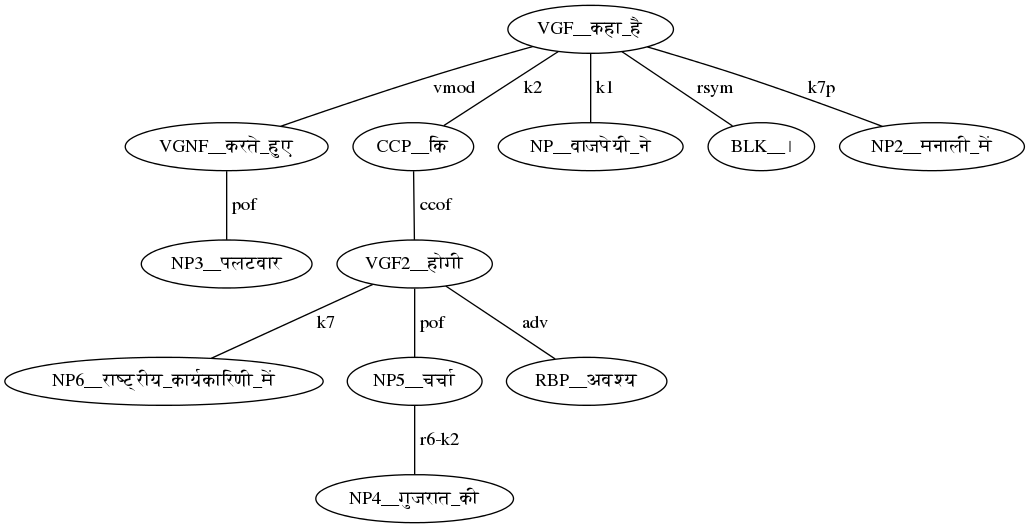 VGF__कहा_है
vmod k2 k1 rsym k7p
VGNF__करते_हुए CCP__कि NP__वाजपेयी_ने BLK__। NP2__मनाली_में
pof ccof
NP3__पलटवार VGF2__होगी
k7 pof adv
NP6__राष्ट्रीय_कार्यकारिणी_में NP5__चर्चा RBP__अवश्य
r6-k2
NP4__गुजरात_की